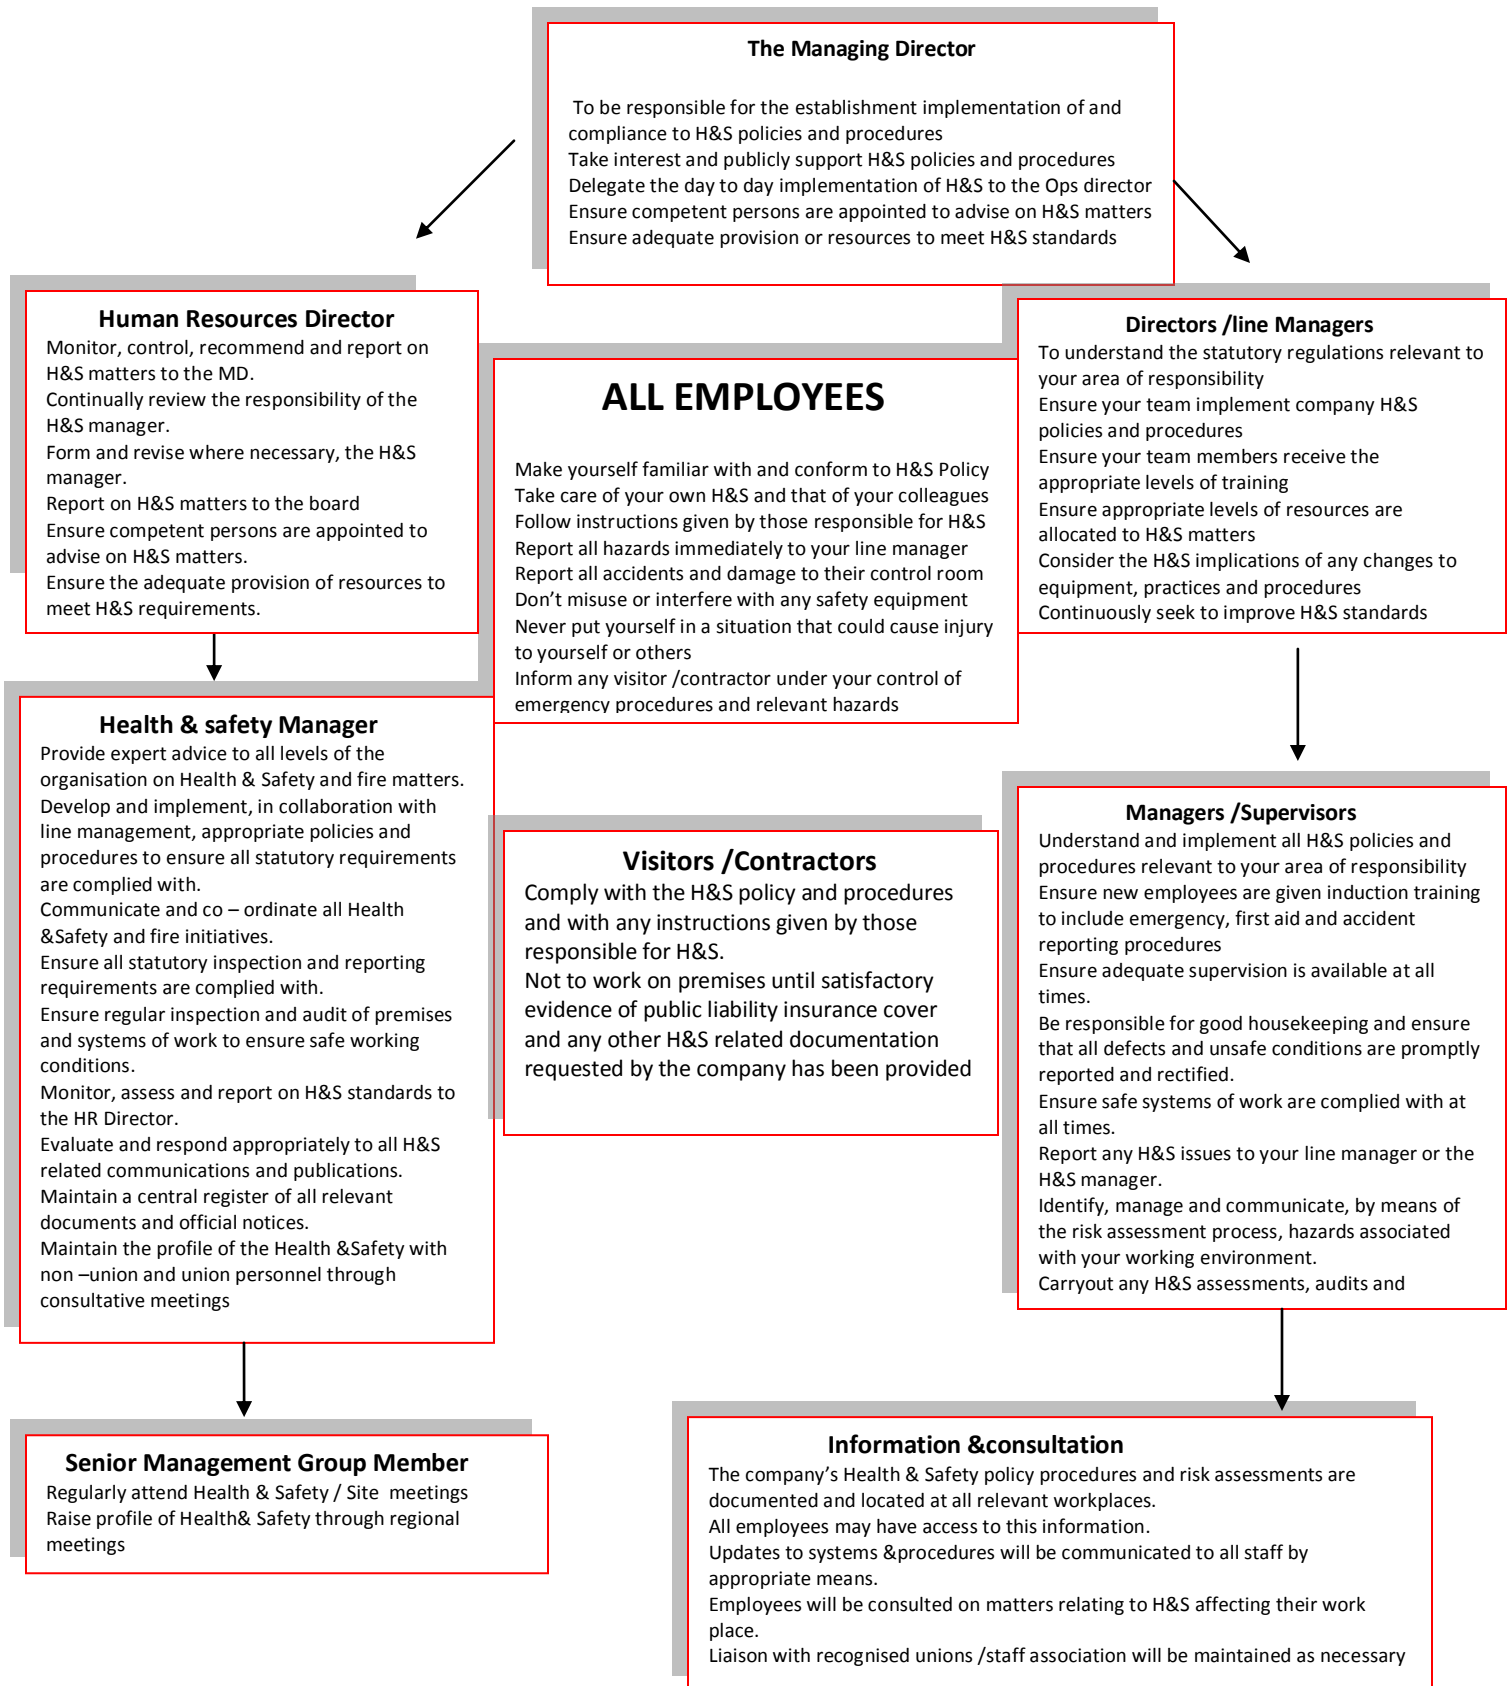 The Managing Director
To be responsible for the establishment implementation of and
compliance to H&S policies and procedures
Take interest and publicly support H&S policies and procedures
Delegate the day to day implementation of H&S to the Ops director
Ensure competent persons are appointed to advise on H&S matters
Ensure adequate provision or resources to meet H&S standards
Human Resources Director
Monitor, control, recommend and report on
H&S matters to the MD.
Continually review the responsibility of the
H&S manager.
Form and revise where necessary, the H&S
manager.
Report on H&S matters to the board
Ensure competent persons are appointed to
advise on H&S matters.
Ensure the adequate provision of resources to
meet H&S requirements.
ALL EMPLOYEES
Make yourself familiar with and conform to H&S Policy
Take care of your own H&S and that of your colleagues
Follow instructions given by those responsible for H&S
Report all hazards immediately to your line manager
Report all accidents and damage to their control room
Don’t misuse or interfere with any safety equipment
Never put yourself in a situation that could cause injury
to yourself or others
Inform any visitor /contractor under your control of
emergency procedures and relevant hazards
Directors /line Managers
To understand the statutory regulations relevant to
your area of responsibility
Ensure your team implement company H&S
policies and procedures
Ensure your team members receive the
appropriate levels of training
Ensure appropriate levels of resources are
allocated to H&S matters
Consider the H&S implications of any changes to
equipment, practices and procedures
Continuously seek to improve H&S standards
Health & safety Manager
Provide expert advice to all levels of the
organisation on Health & Safety and fire matters.
Develop and implement, in collaboration with
line management, appropriate policies and
procedures to ensure all statutory requirements
are complied with.
Communicate and co – ordinate all Health
&Safety and fire initiatives.
Ensure all statutory inspection and reporting
requirements are complied with.
Ensure regular inspection and audit of premises
and systems of work to ensure safe working
conditions.
Monitor, assess and report on H&S standards to
the HR Director.
Evaluate and respond appropriately to all H&S
related communications and publications.
Maintain a central register of all relevant
documents and official notices.
Maintain the profile of the Health &Safety with
non –union and union personnel through
consultative meetings
Visitors /Contractors
Comply with the H&S policy and procedures
and with any instructions given by those
responsible for H&S.
Not to work on premises until satisfactory
evidence of public liability insurance cover
and any other H&S related documentation
requested by the company has been provided
Managers /Supervisors
Understand and implement all H&S policies and
procedures relevant to your area of responsibility
Ensure new employees are given induction training
to include emergency, first aid and accident
reporting procedures
Ensure adequate supervision is available at all
times.
Be responsible for good housekeeping and ensure
that all defects and unsafe conditions are promptly
reported and rectified.
Ensure safe systems of work are complied with at
all times.
Report any H&S issues to your line manager or the
H&S manager.
Identify, manage and communicate, by means of
the risk assessment process, hazards associated
with your working environment.
Carryout any H&S assessments, audits and
Senior Management Group Member
Regularly attend Health & Safety / Site meetings
Raise profile of Health& Safety through regional
meetings
Information &consultation
The company’s Health & Safety policy procedures and risk assessments are
documented and located at all relevant workplaces.
All employees may have access to this information.
Updates to systems &procedures will be communicated to all staff by
appropriate means.
Employees will be consulted on matters relating to H&S affecting their work
place.
Liaison with recognised unions /staff association will be maintained as necessary